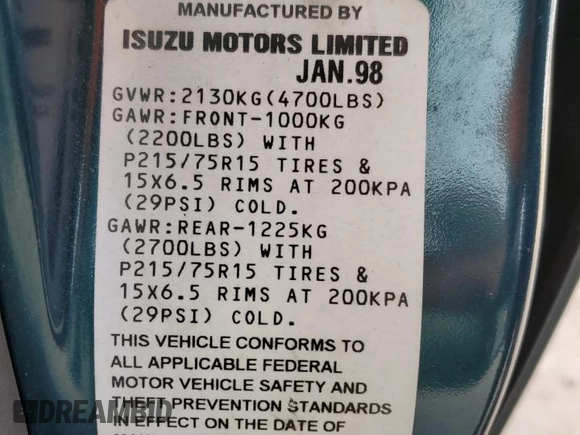 MANUFACTURED BY
ISUZU MOTORS LIMITED
JAN.98
GVWR:2130KG(4700LBS)
GAWR:FRONT-1000KG
(2200LBS) WITH
P215/75R15 TIRES &
15X6.5 RIMS AT 200KPA
(29PSI) COLD.
GAWR:REAR-1225KG
(2700LBS) WITH
P215/75R15 TIRES &
15X6.5 RIMS AT 200KPA
(29PSI) COLD.
THIS VEHICLE CONFORMS TO
ALL APPLICABLE FEDERAL
MOTOR VEHICLE SAFETY AND
THEFT PREVENTION STANDARDS
IN EFFECT ON THE DATE OF
DREAMBID